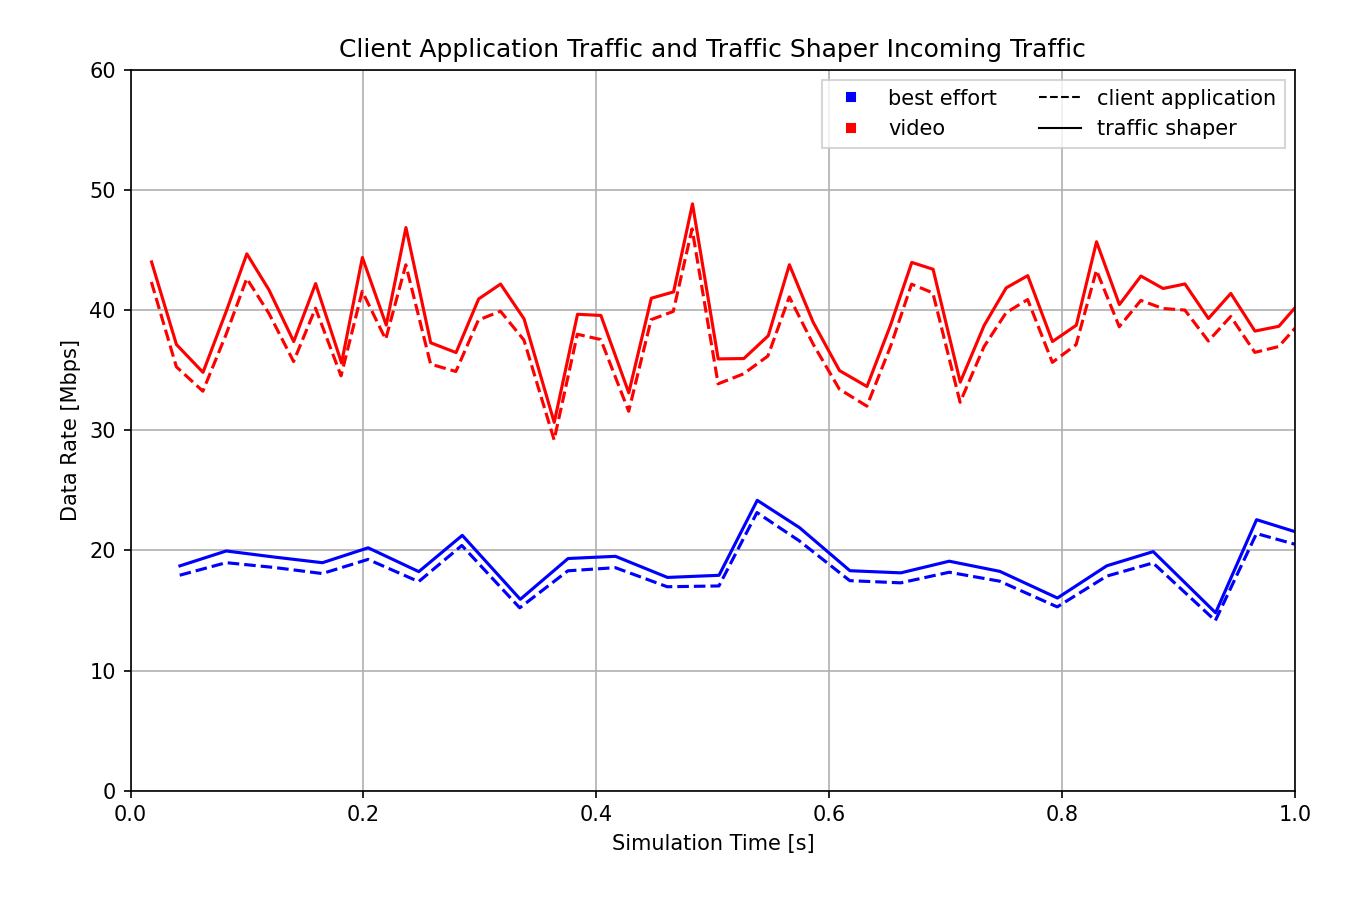 Client Application Traffic and Traffic Shaper Incoming Traffic
60
50
40
30
20
10
0
Data Rate [Mbps]
best effort
video
client application
traffic shaper
0.0 0.2 0.4 0.6 0.8 1.0
Simulation Time [s]